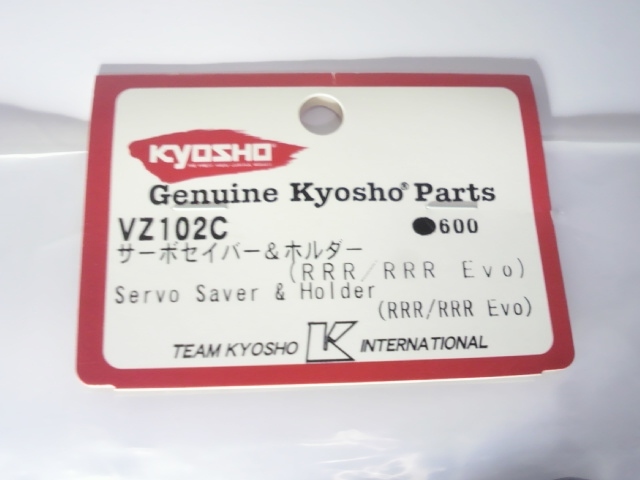 KYOSHO
Genuine Kyosho® Parts
VZ102C ●600
サーボセイバー&ホルダー
(RRR/RRR Evo)
Servo Saver & Holder
(RRR/RRR Evo)
TEAM KYOSHO K INTERNATIONAL